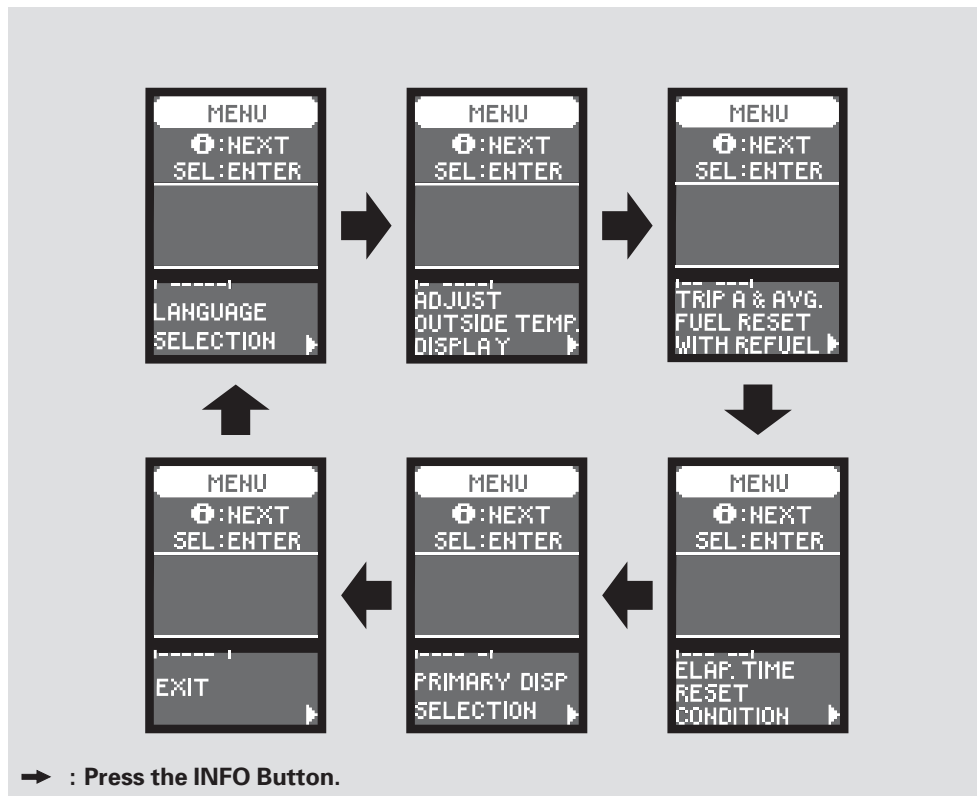 MENU
i:NEXT
SEL:ENTER
LANGUAGE
SELECTION
MENU
i:NEXT
SEL:ENTER
ADJUST
OUTSIDE TEMP.
DISPLAY
MENU
i:NEXT
SEL:ENTER
TRIP A & AVG.
FUEL RESET
WITH REFUEL
MENU
i:NEXT
SEL:ENTER
EXIT
MENU
i:NEXT
SEL:ENTER
PRIMARY DISP
SELECTION
MENU
i:NEXT
SEL:ENTER
ELAP. TIME
RESET
CONDITION
: Press the INFO Button.